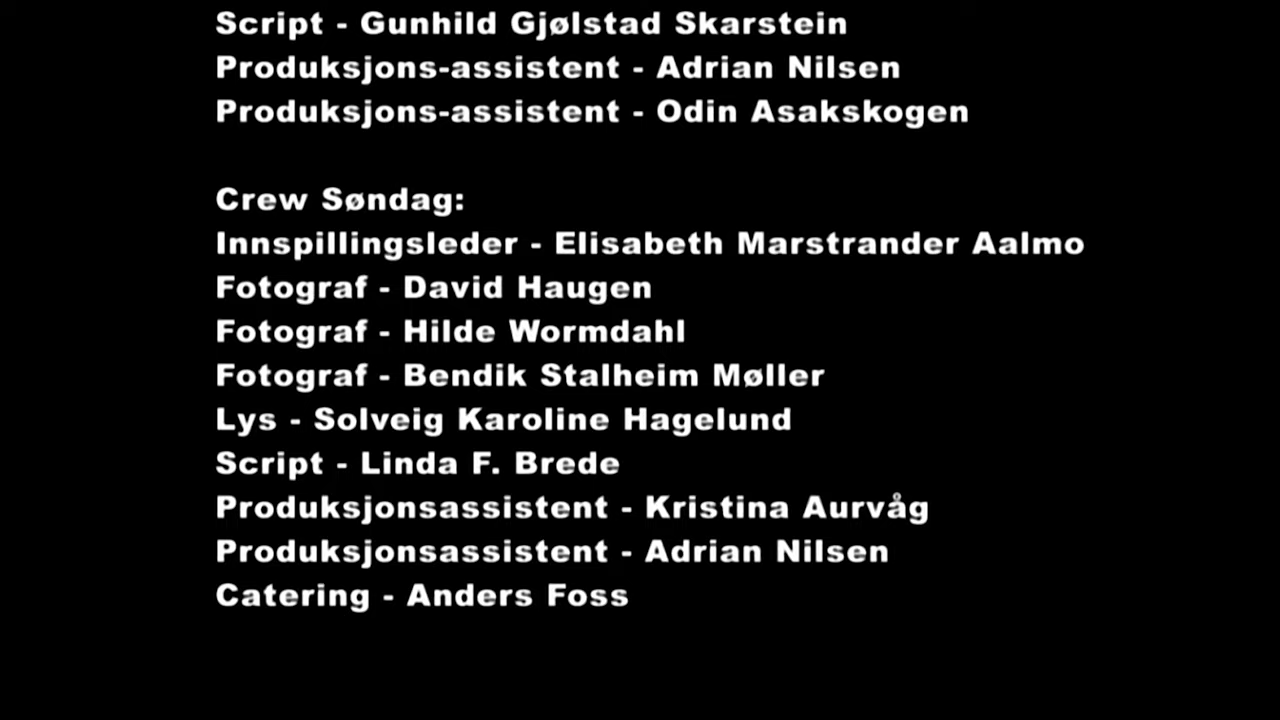 Script - Gunhild Gjølstad Skarstein
Produksjons-assistent - Adrian Nilsen
Produksjons-assistent - Odin Asakskogen
Crew Søndag:
Innspillingsleder - Elisabeth Marstrander Aalmo
Fotograf - David Haugen
Fotograf - Hilde Wormdahl
Fotograf - Bendik Stalheim Møller
Lys - Solveig Karoline Hagelund
Script - Linda F. Brede
Produksjonsassistent - Kristina Aurvåg
Produksjonsassistent - Adrian Nilsen
Catering - Anders Foss